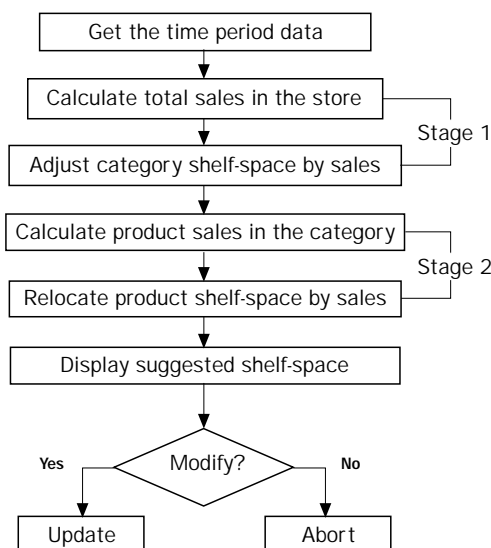 Get the time period data
Calculate total sales in the store
Stage 1
Adjust category shelf-space by sales
Calculate product sales in the category
Stage 2
Relocate product shelf-space by sales
Display suggested shelf-space
Yes
Modify?
No
Update
Abort